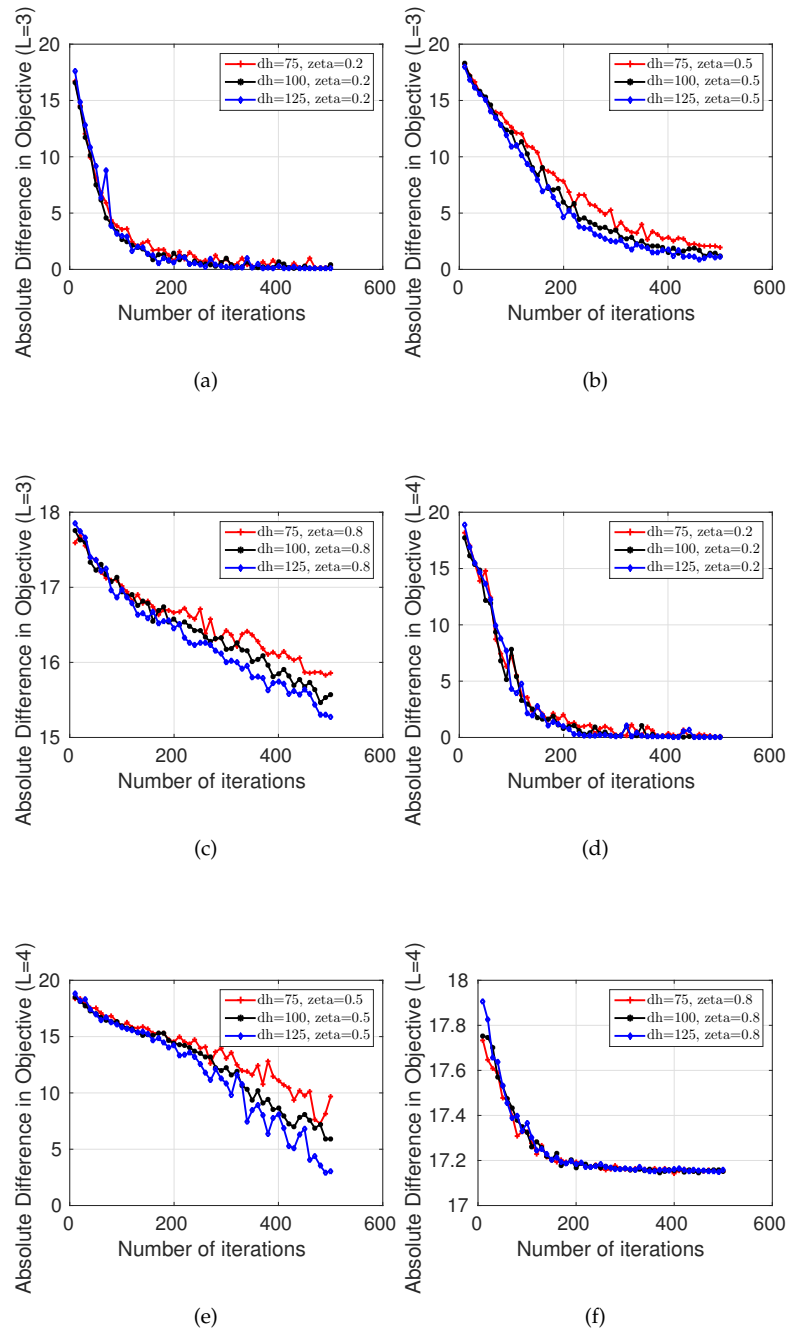 Absolute Difference in Objective (L=3)
20
15
10
5
0
0
200
400
600
Number of iterations
dh=75, zeta=0.2
dh=100, zeta=0.2
dh=125, zeta=0.2
(a)
Absolute Difference in Objective (L=3)
20
15
10
5
0
0
200
400
600
Number of iterations
dh=75, zeta=0.5
dh=100, zeta=0.5
dh=125, zeta=0.5
(b)
Absolute Difference in Objective (L=3)
18
17
16
15
0
200
400
600
Number of iterations
dh=75, zeta=0.8
dh=100, zeta=0.8
dh=125, zeta=0.8
(c)
Absolute Difference in Objective (L=4)
20
15
10
5
0
0
200
400
600
Number of iterations
dh=75, zeta=0.2
dh=100, zeta=0.2
dh=125, zeta=0.2
(d)
Absolute Difference in Objective (L=4)
20
15
10
5
0
0
200
400
600
Number of iterations
dh=75, zeta=0.5
dh=100, zeta=0.5
dh=125, zeta=0.5
(e)
Absolute Difference in Objective (L=4)
18
17.8
17.6
17.4
17.2
17
0
200
400
600
Number of iterations
dh=75, zeta=0.8
dh=100, zeta=0.8
dh=125, zeta=0.8
(f)